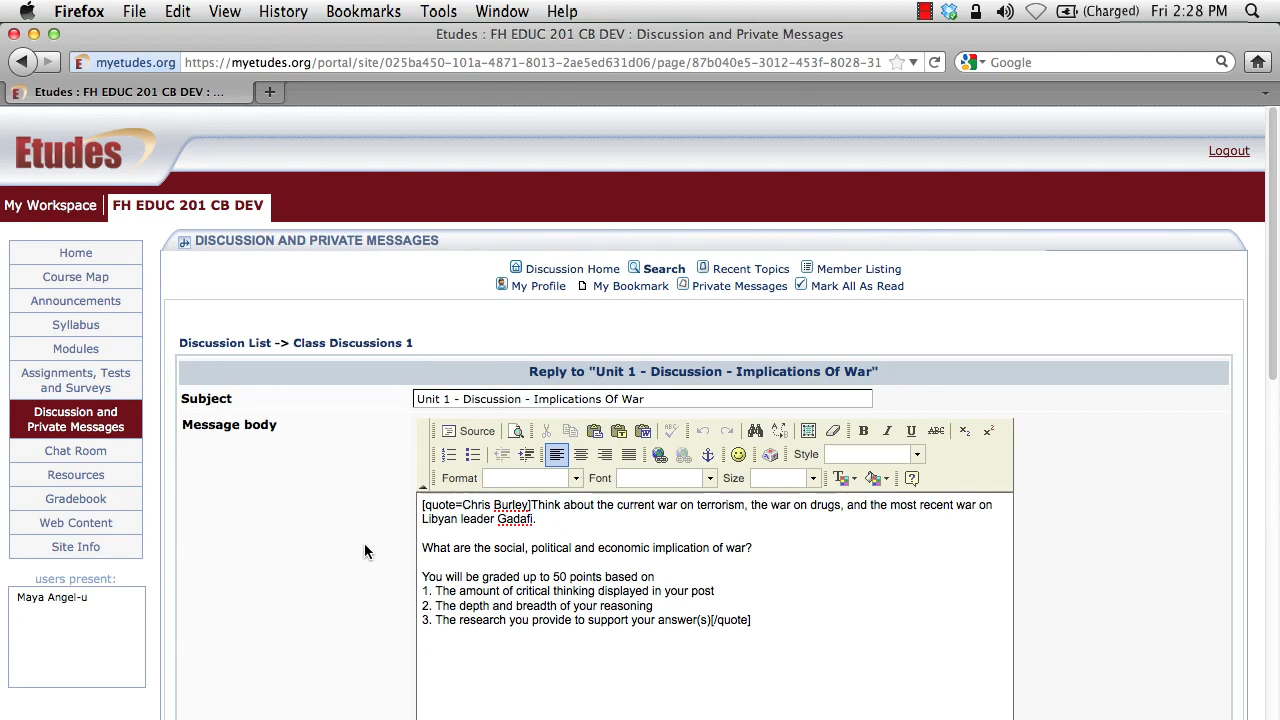 Firefox File Edit View History Bookmarks Tools Window Help (Charged) Fri 2:28 PM
Etudes : FH EDUC 201 CB DEV : Discussion and Private Messages
myetudes.org https://myetudes.org/portal/site/025ba450-101a-4871-8013-2ae5ed631d06/page/87b040e5-3012-453f-8028-31 Google
Etudes : FH EDUC 201 CB DEV : ...
Etudes
Logout
My Workspace FH EDUC 201 CB DEV
DISCUSSION AND PRIVATE MESSAGES
Home
Course Map
Announcements
Syllabus
Modules
Assignments, Tests
and Surveys
Discussion and
Private Messages
Chat Room
Resources
Gradebook
Web Content
Site Info
users present:
Maya Angel-u
Discussion Home Search Recent Topics Member Listing
My Profile My Bookmark Private Messages Mark All As Read
Discussion List -> Class Discussions 1
Reply to "Unit 1 - Discussion - Implications Of War"
Subject Unit 1 - Discussion - Implications Of War
Message body
Source B I U ABC X2 X2
Style
Format Font Size
[quote=Chris Burley]Think about the current war on terrorism, the war on drugs, and the most recent war on
Libyan leader Gadafi.
What are the social, political and economic implication of war?
You will be graded up to 50 points based on
1. The amount of critical thinking displayed in your post
2. The depth and breadth of your reasoning
3. The research you provide to support your answer(s)[/quote]